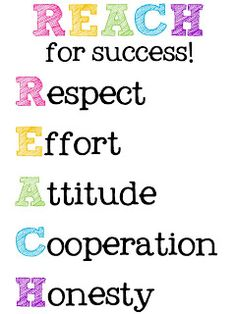 REACH
for success!
Respect
Effort
Attitude
Cooperation
Honesty